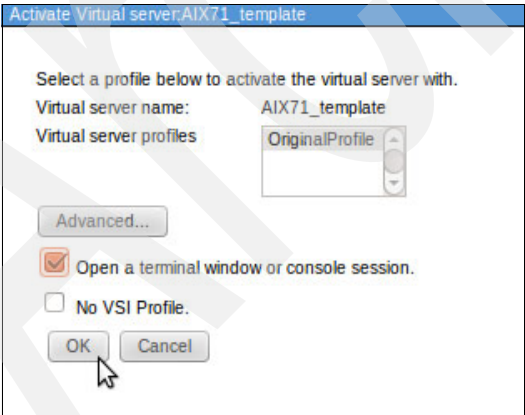 Activate Virtual server:AIX71_template
Select a profile below to activate the virtual server with.
Virtual server name: AIX71_template
Virtual server profiles OriginalProfile
Advanced...
Open a terminal window or console session.
No VSI Profile.
OK Cancel